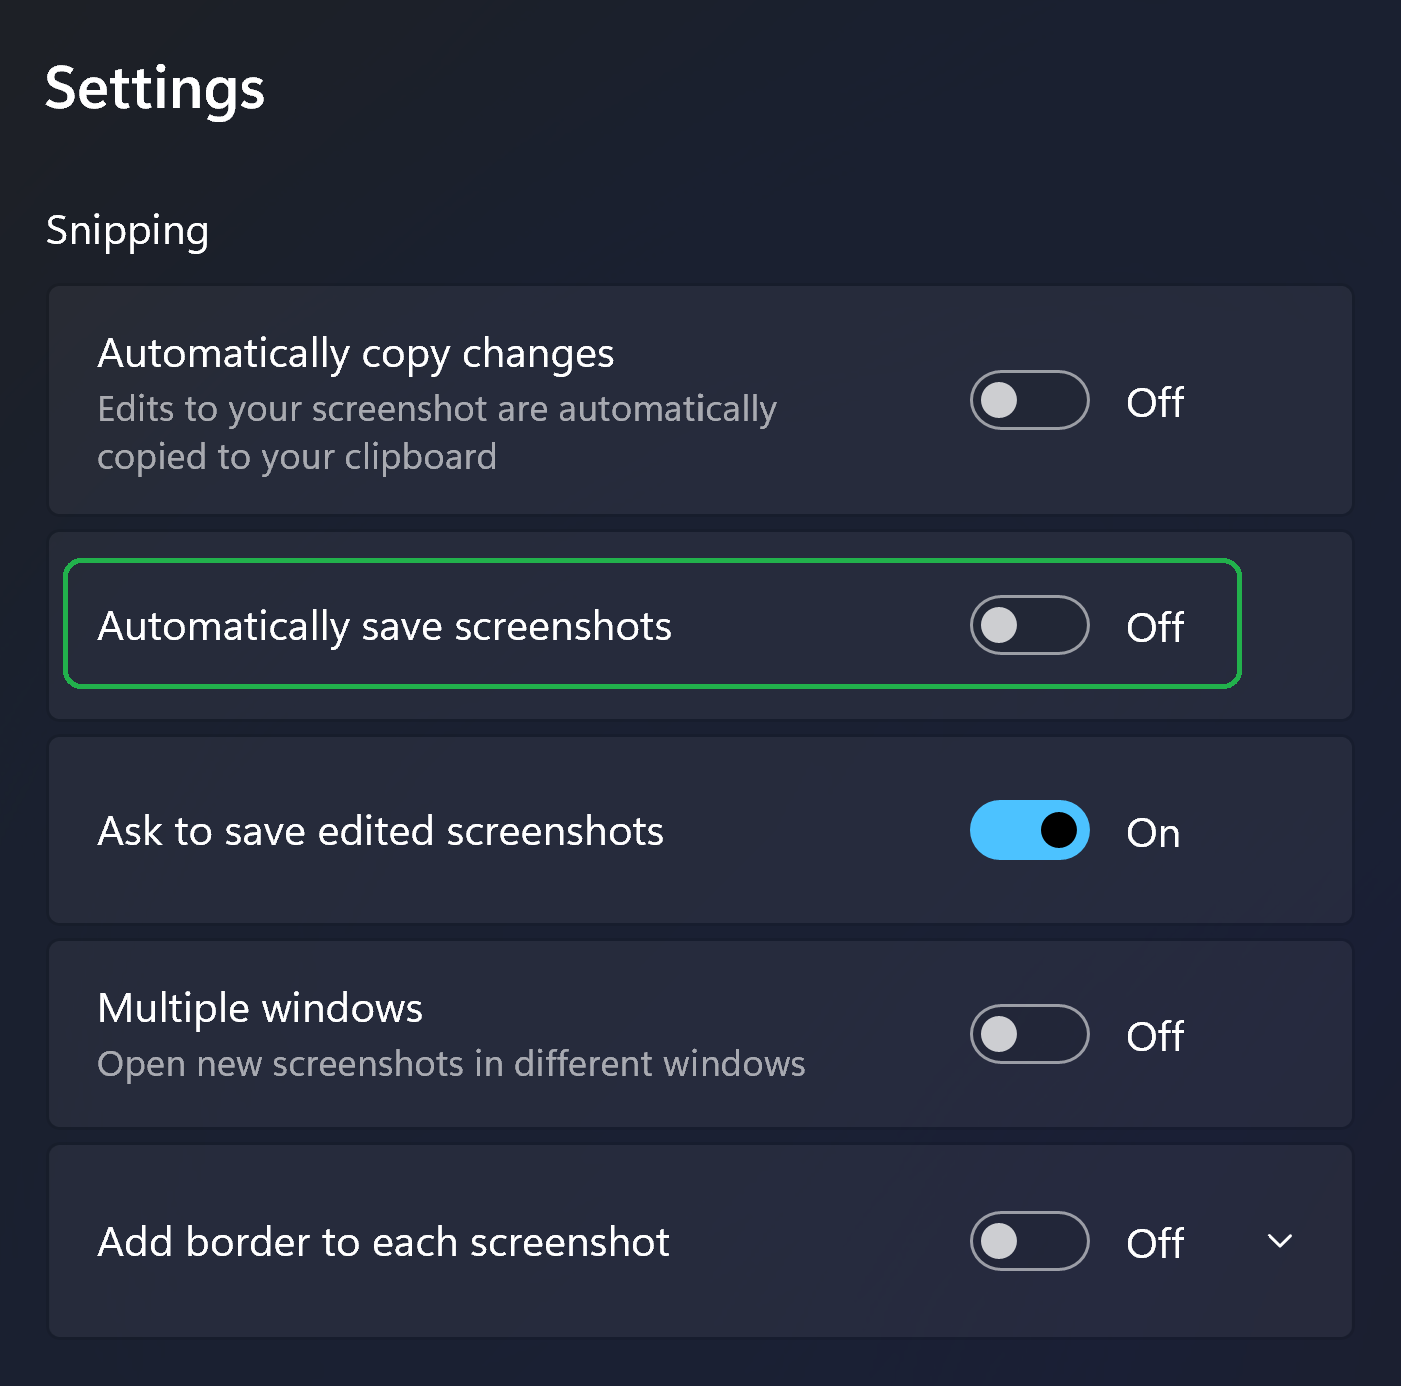 Settings
Snipping
Automatically copy changes
Edits to your screenshot are automatically
copied to your clipboard
Off
Automatically save screenshots
Off
Ask to save edited screenshots
On
Multiple windows
Open new screenshots in different windows
Off
Add border to each screenshot
Off